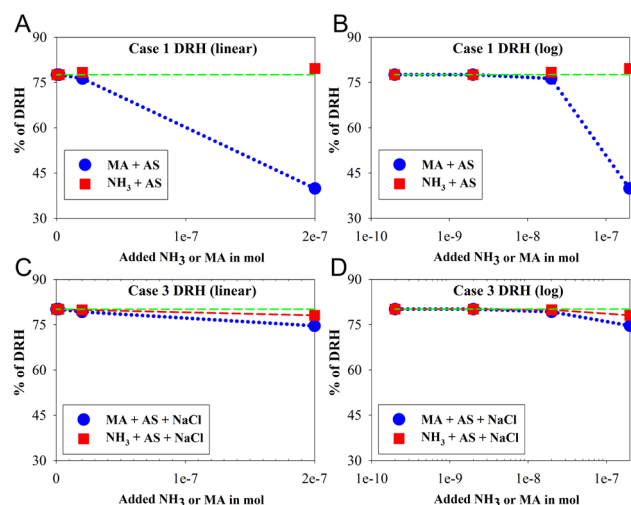 A
Case 1 DRH (linear)
% of DRH
90
75
60
45
30
MA + AS
NH₃ + AS
0
1e-7
2e-7
Added NH₃ or MA in mol
B
Case 1 DRH (log)
% of DRH
90
75
60
45
30
MA + AS
NH₃ + AS
1e-10
1e-9
1e-8
1e-7
Added NH₃ or MA in mol
C
Case 3 DRH (linear)
% of DRH
90
75
60
45
30
MA + AS + NaCl
NH₃ + AS + NaCl
0
1e-7
2e-7
Added NH₃ or MA in mol
D
Case 3 DRH (log)
% of DRH
90
75
60
45
30
MA + AS + NaCl
NH₃ + AS + NaCl
1e-10
1e-9
1e-8
1e-7
Added NH₃ or MA in mol